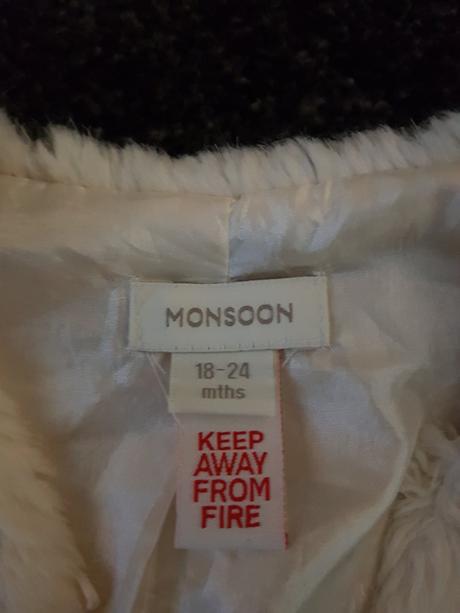 MONSOON
18-24
mths
KEEP
AWAY
FROM
FIRE